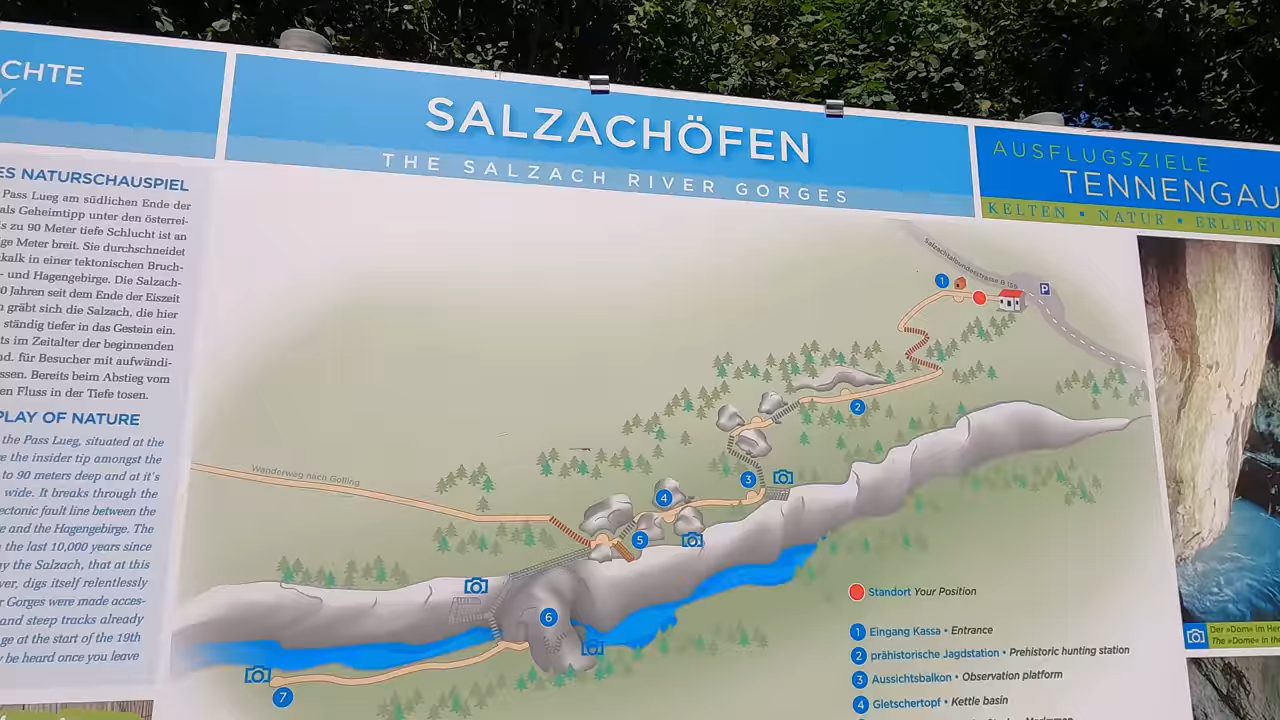 CHTE
Y
ES NATURSCHAUSPIEL
Pass Lueg am südlichen Ende der
als Geheimtipp unter den österrei-
s zu 90 Meter tiefe Schlucht ist an
ge Meter breit. Sie durchschneidet
kalk in einer tektonischen Bruch-
- und Hagengebirge. Die Salzach-
0 Jahren seit dem Ende der Eiszeit
n gräbt sich die Salzach, die hier
ständig tiefer in das Gestein ein.
ts im Zeitalter der beginnenden
nd. für Besucher mit aufwändi-
ssen. Bereits beim Abstieg vom
en Fluss in der Tiefe tosen.
PLAY OF NATURE
the Pass Lueg, situated at the
e the insider tip amongst the
to 90 meters deep and at it's
wide. It breaks through the
ectonic fault line between the
e and the Hagengebirge. The
n the last 10,000 years since
y the Salzach, that at this
ver, digs itself relentlessly
r Gorges were made acces-
and steep tracks already
ge at the start of the 19th
y be heard once you leave
SALZACHÖFEN
THE SALZACH RIVER GORGES
AUSFLUGSZIELE
TENNENGAU
KELTEN • NATUR • ERLEBNI
Salzachtalbundesstrasse B 159
P
1
2
3
4
5
6
7
Wanderweg nach Golling
Standort Your Position
1 Eingang Kassa • Entrance
2 prähistorische Jagdstation • Prehistoric hunting station
3 Aussichtsbalkon • Observation platform
4 Gletschertopf • Kettle basin
Der »Dom« im Her
The »Dome« in the